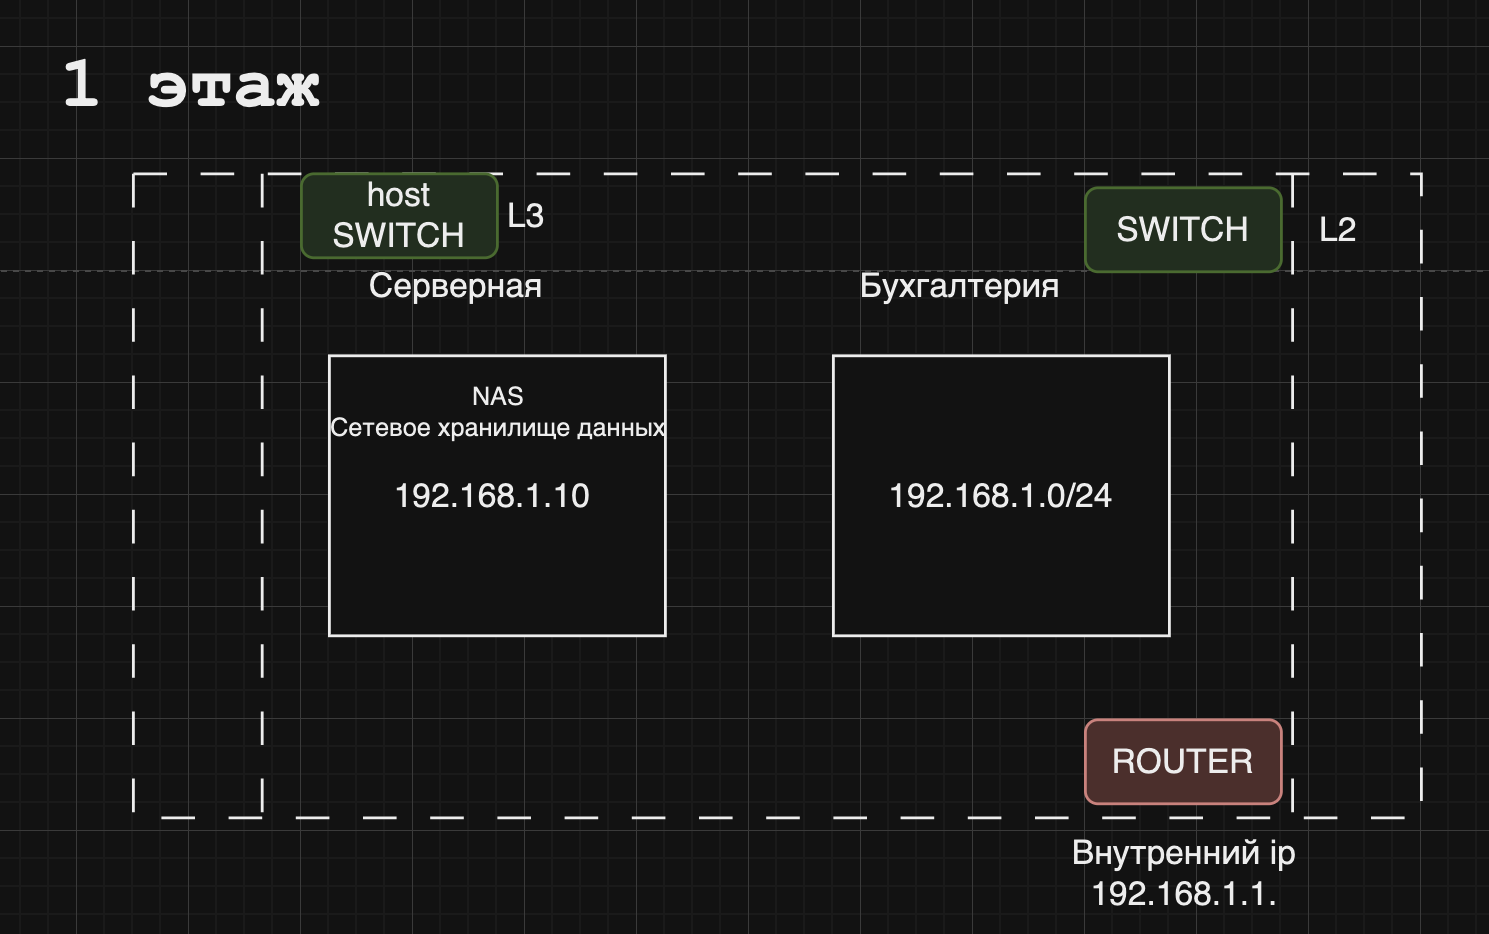 1 этаж
host
SWITCH
L3
SWITCH
L2
Серверная
Бухгалтерия
NAS
Сетевое хранилище данных
192.168.1.10
192.168.1.0/24
ROUTER
Внутренний ip
192.168.1.1.